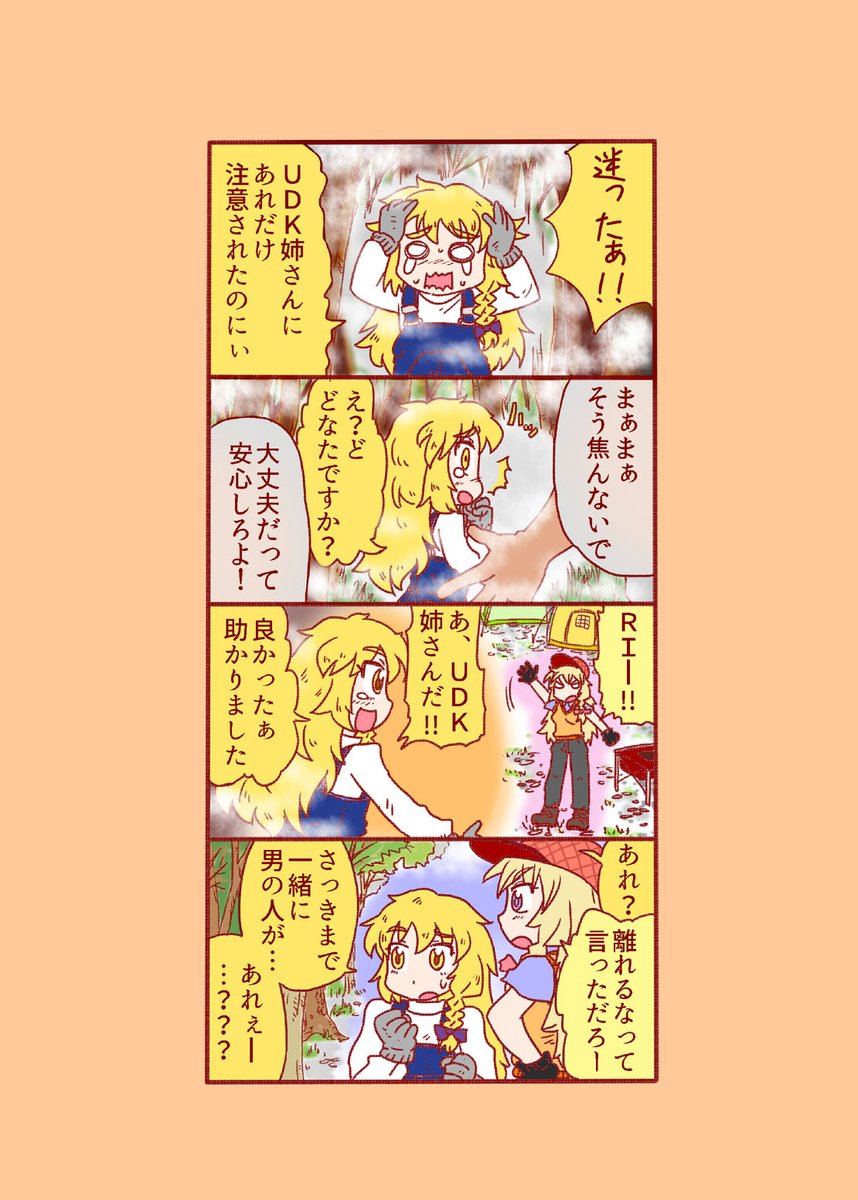 迷ったぁ！！
ＵＤＫ姉さんに
あれだけ
注意されたのにぃ
まぁまぁ
そう焦んないで
バッ
え？ど
どなたですか？
大丈夫だって
安心しろよ！
ＲＩー！！
あ、ＵＤＫ
姉さんだ！！
良かったぁ
助かりました
離れるなって
言っただろー
あれ？
さっきまで
一緒に
男の人が…
あれぇー
…？？？